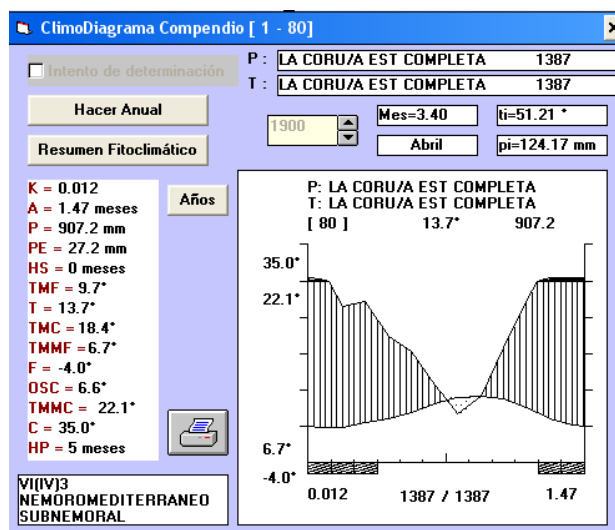 ClimoDiagrama Compendio [ 1 - 80]
Intento de determinación
P : LA CORU/A EST COMPLETA 1387
T : LA CORU/A EST COMPLETA 1387
Hacer Anual
1900
Mes=3.40
ti=51.21 °
Resumen Fitoclimático
Abril
pi=124.17 mm
K = 0.012
A = 1.47 meses
P = 907.2 mm
PE = 27.2 mm
HS = 0 meses
TMF = 9.7°
T = 13.7°
TMC = 18.4°
TMMF =6.7°
F = -4.0°
OSC = 6.6°
TMMC = 22.1°
C = 35.0°
HP = 5 meses
Años
P: LA CORU/A EST COMPLETA
T: LA CORU/A EST COMPLETA
[ 80 ] 13.7° 907.2
35.0°
22.1°
6.7°
-4.0°
0.012 1387 / 1387 1.47
VI(IV)3
NEMOROMEDITERRANEO
SUBNEMORAL